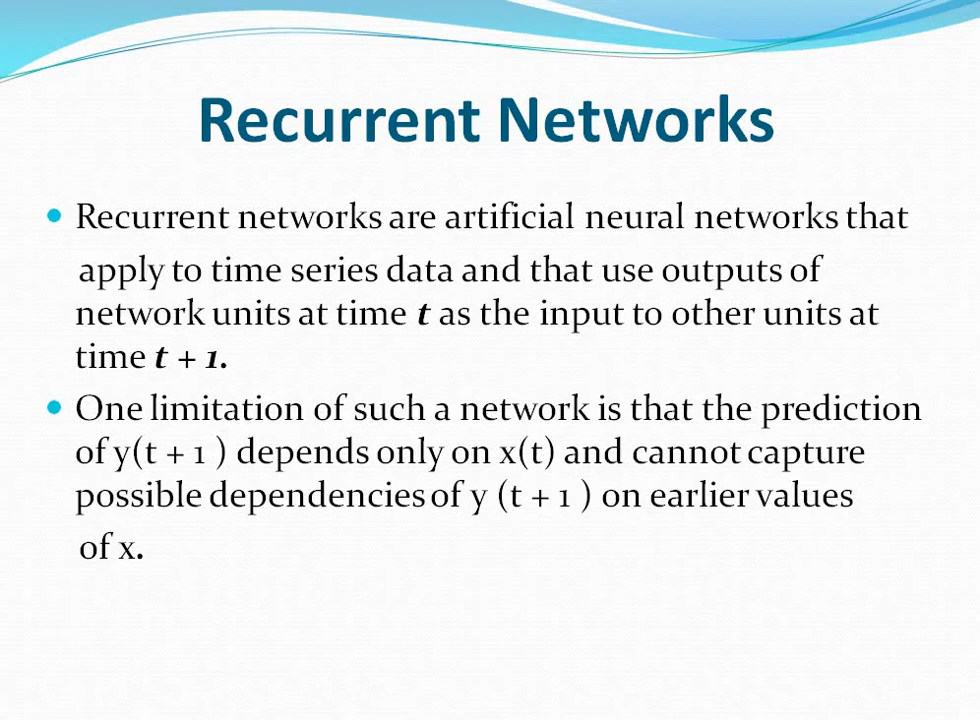 Recurrent Networks
Recurrent networks are artificial neural networks that
apply to time series data and that use outputs of
network units at time t as the input to other units at
time t + 1.
One limitation of such a network is that the prediction
of y(t + 1 ) depends only on x(t) and cannot capture
possible dependencies of y (t + 1 ) on earlier values
of x.